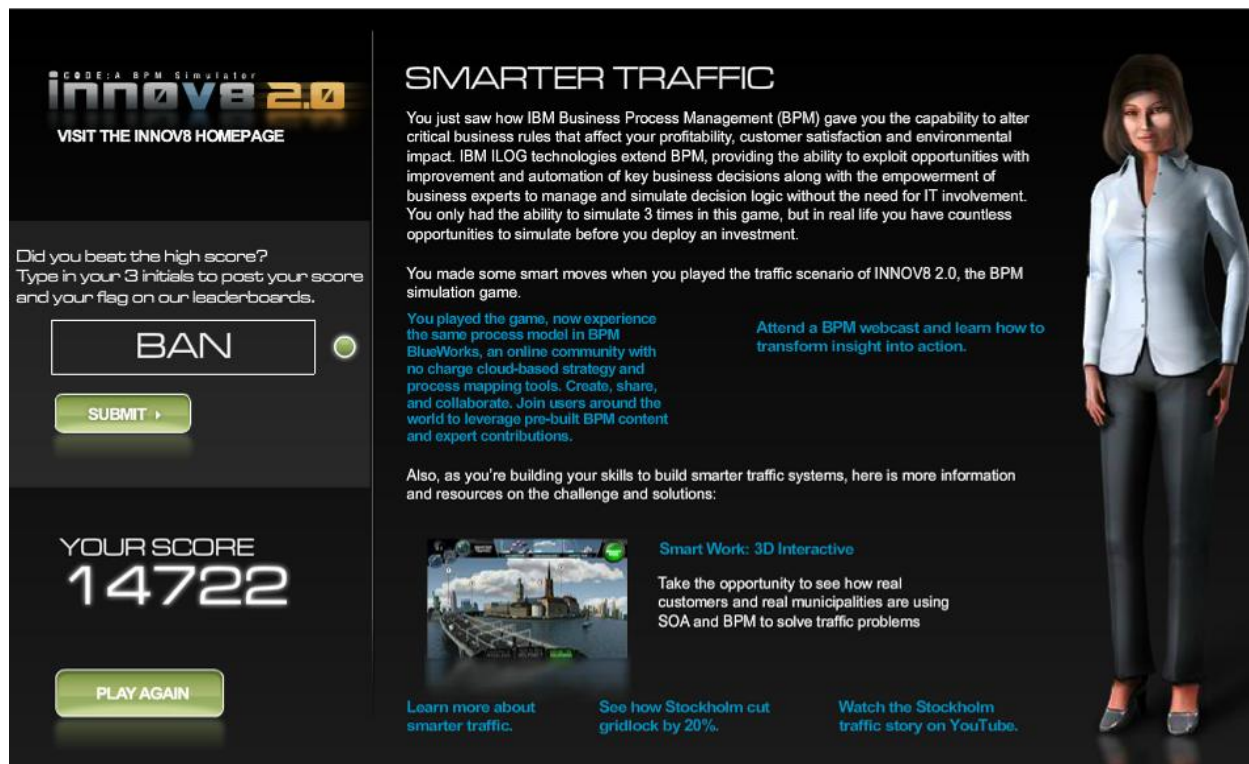 CODE:A BPM Simulator
innov8 2.0
VISIT THE INNOV8 HOMEPAGE
Did you beat the high score?
Type in your 3 initials to post your score
and your flag on our leaderboards.
BAN
SUBMIT
YOUR SCORE
14722
PLAY AGAIN
SMARTER TRAFFIC
You just saw how IBM Business Process Management (BPM) gave you the capability to alter
critical business rules that affect your profitability, customer satisfaction and environmental
impact. IBM ILOG technologies extend BPM, providing the ability to exploit opportunities with
improvement and automation of key business decisions along with the empowerment of
business experts to manage and simulate decision logic without the need for IT involvement.
You only had the ability to simulate 3 times in this game, but in real life you have countless
opportunities to simulate before you deploy an investment.
You made some smart moves when you played the traffic scenario of INNOV8 2.0, the BPM
simulation game.
You played the game, now experience
the same process model in BPM
BlueWorks, an online community with
no charge cloud-based strategy and
process mapping tools. Create, share,
and collaborate. Join users around the
world to leverage pre-built BPM content
and expert contributions.
Attend a BPM webcast and learn how to
transform insight into action.
Also, as you're building your skills to build smarter traffic systems, here is more information
and resources on the challenge and solutions:
Smart Work: 3D Interactive
Take the opportunity to see how real
customers and real municipalities are using
SOA and BPM to solve traffic problems
Learn more about
smarter traffic.
See how Stockholm cut
gridlock by 20%.
Watch the Stockholm
traffic story on YouTube.